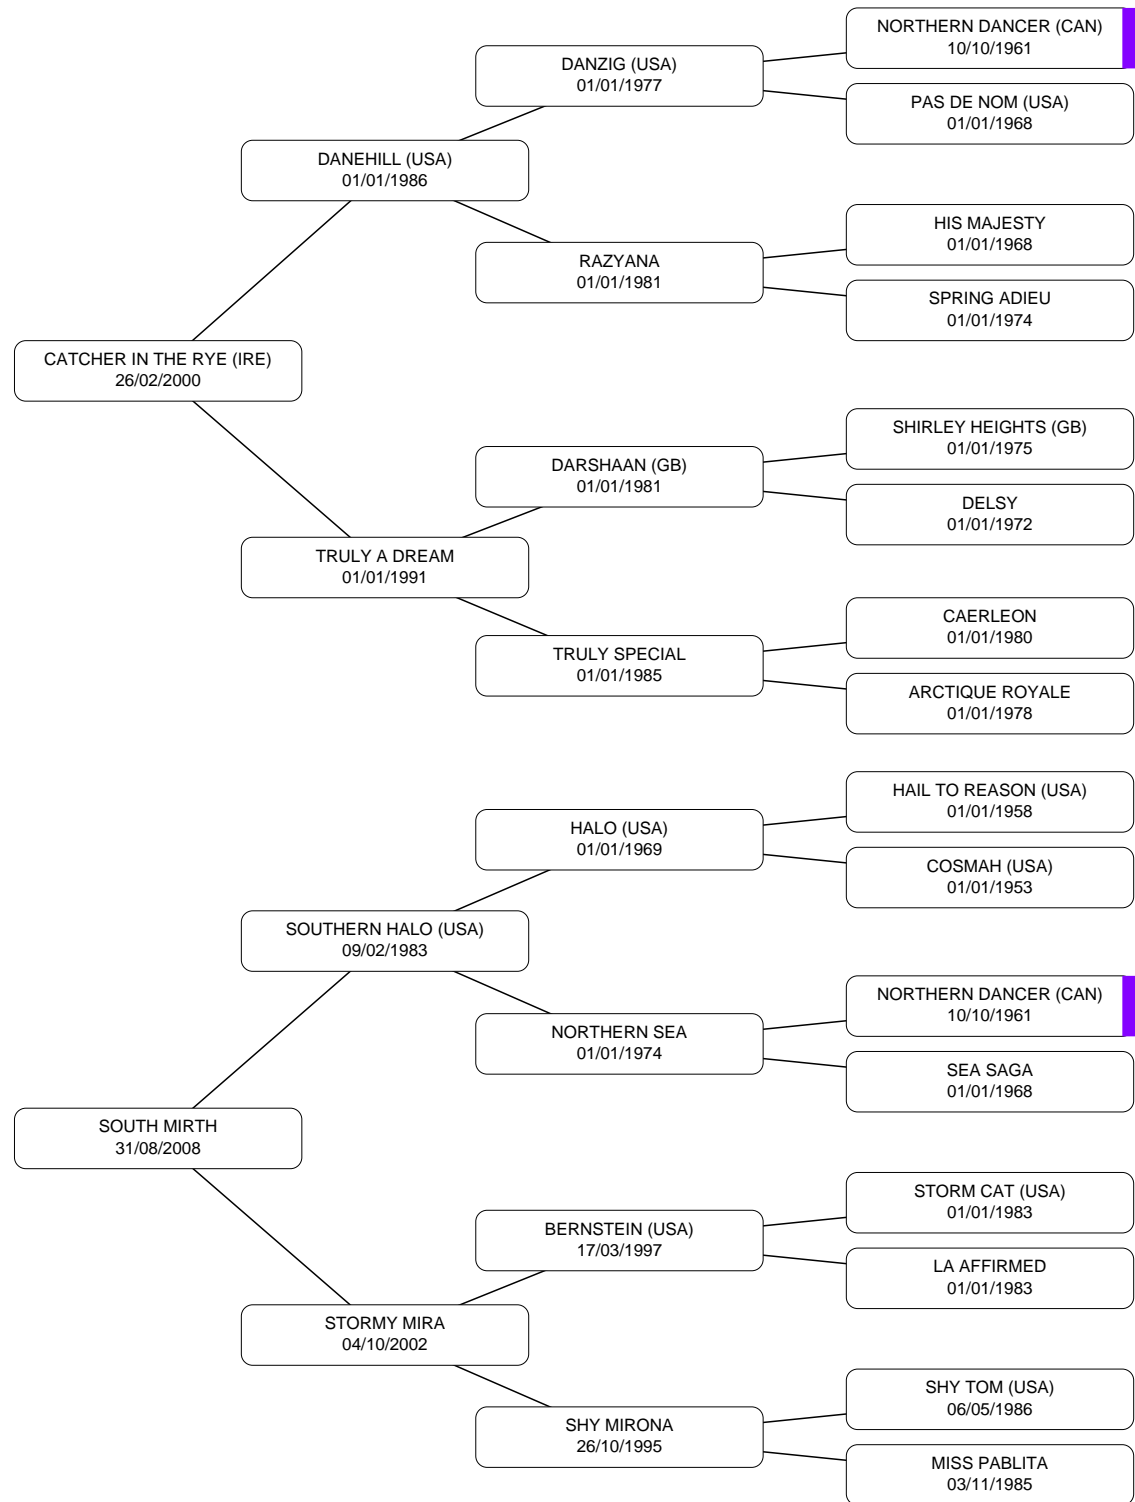 NORTHERN DANCER (CAN)
10/10/1961
DANZIG (USA)
01/01/1977
PAS DE NOM (USA)
01/01/1968
DANEHILL (USA)
01/01/1986
HIS MAJESTY
01/01/1968
RAZYANA
01/01/1981
SPRING ADIEU
01/01/1974
CATCHER IN THE RYE (IRE)
26/02/2000
SHIRLEY HEIGHTS (GB)
01/01/1975
DARSHAAN (GB)
01/01/1981
DELSY
01/01/1972
TRULY A DREAM
01/01/1991
CAERLEON
01/01/1980
TRULY SPECIAL
01/01/1985
ARCTIQUE ROYALE
01/01/1978
HAIL TO REASON (USA)
01/01/1958
HALO (USA)
01/01/1969
COSMAH (USA)
01/01/1953
SOUTHERN HALO (USA)
09/02/1983
NORTHERN DANCER (CAN)
10/10/1961
NORTHERN SEA
01/01/1974
SEA SAGA
01/01/1968
SOUTH MIRTH
31/08/2008
STORM CAT (USA)
01/01/1983
BERNSTEIN (USA)
17/03/1997
LA AFFIRMED
01/01/1983
STORMY MIRA
04/10/2002
SHY TOM (USA)
06/05/1986
SHY MIRONA
26/10/1995
MISS PABLITA
03/11/1985